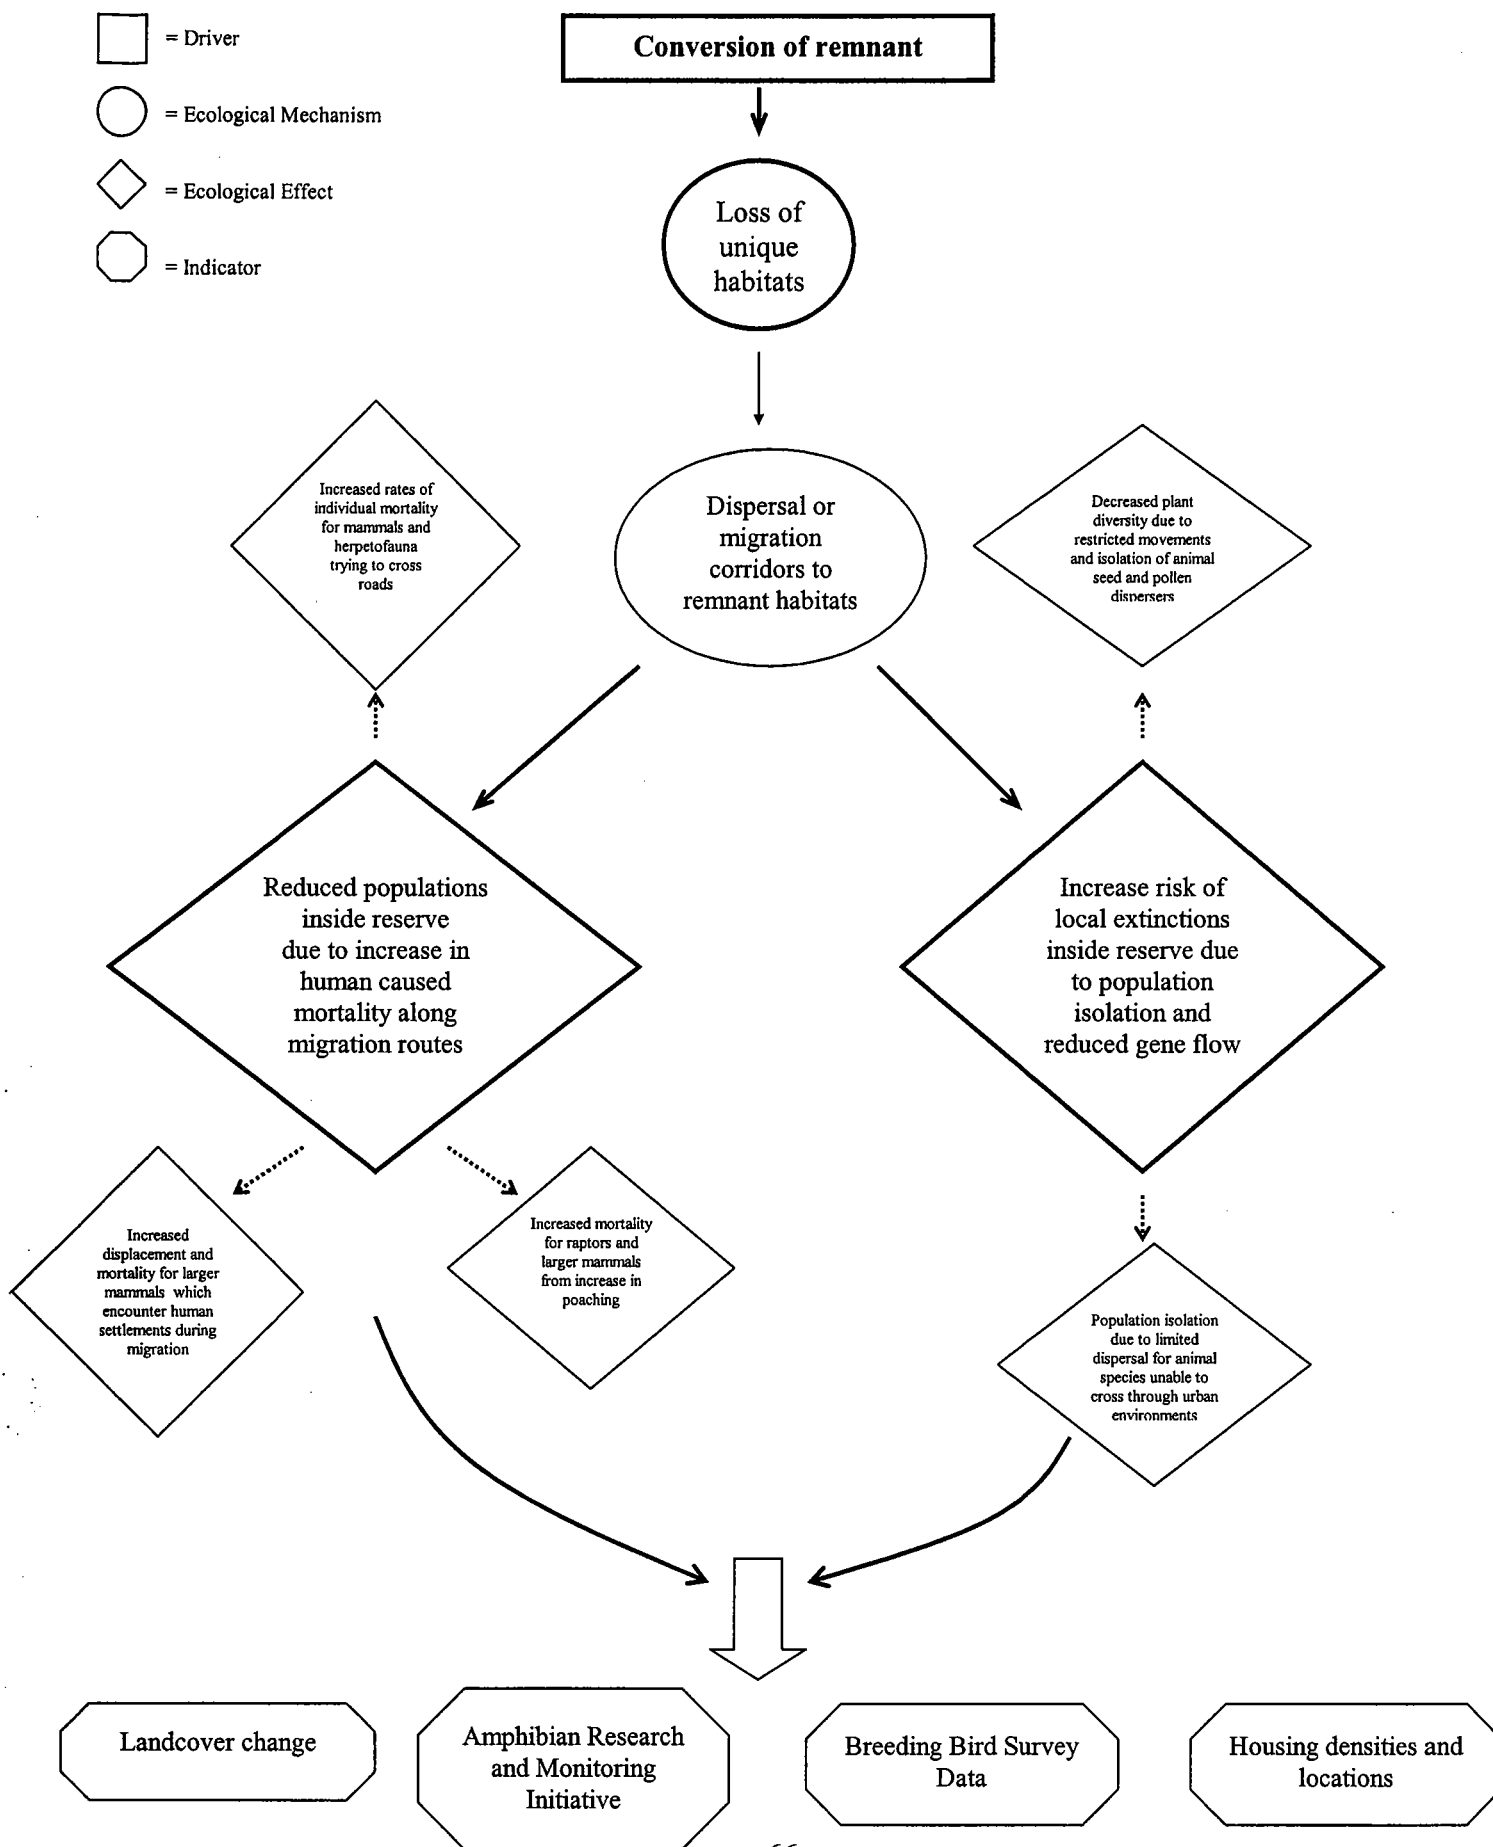 = Driver
= Ecological Mechanism
= Ecological Effect
= Indicator
Conversion of remnant
Loss of
unique
habitats
Increased rates of
individual mortality
for mammals and
herpetofauna
trying to cross
roads
Dispersal or
migration
corridors to
remnant habitats
Decreased plant
diversity due to
restricted movements
and isolation of animal
seed and pollen
disnersers
Reduced populations
inside reserve
due to increase in
human caused
mortality along
migration routes
Increase risk of
local extinctions
inside reserve due
to population
isolation and
reduced gene flow
Increased
displacement and
mortality for larger
mammals which
encounter human
settlements during
migration
Increased mortality
for raptors and
larger mammals
from increase in
poaching
Population isolation
due to limited
dispersal for animal
species unable to
cross through urban
environments
Landcover change
Amphibian Research
and Monitoring
Initiative
Breeding Bird Survey
Data
Housing densities and
locations